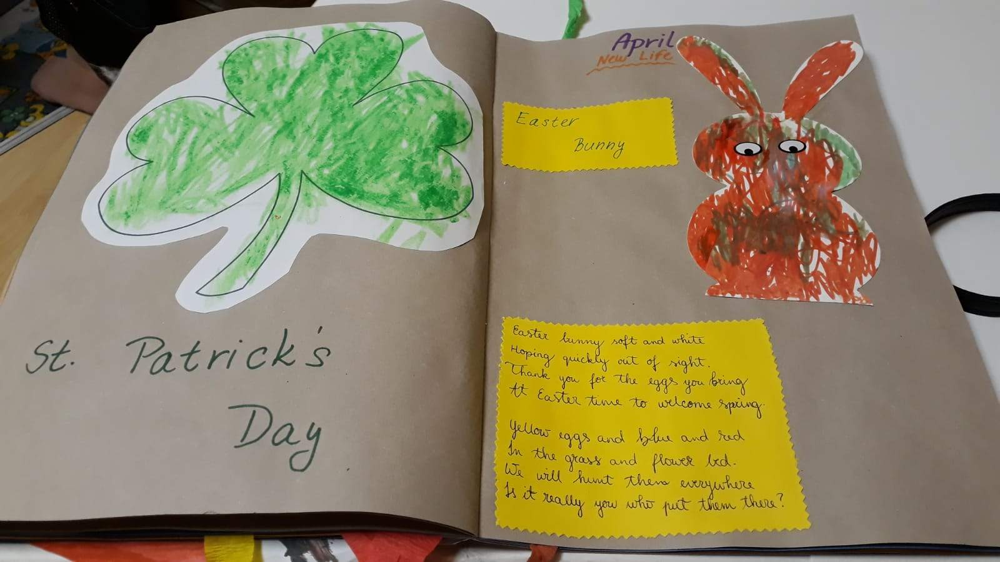 St. Patrick's
Day
April
New Life
Easter
Bunny
Easter bunny soft and white
Hoping quickly out of sight.
Thank you for the eggs you bring
At Easter time to welcome spring.
Yellow eggs and blue and red
In the grass and flower bed.
We will hunt them everywhere
Is it really you who put them there?